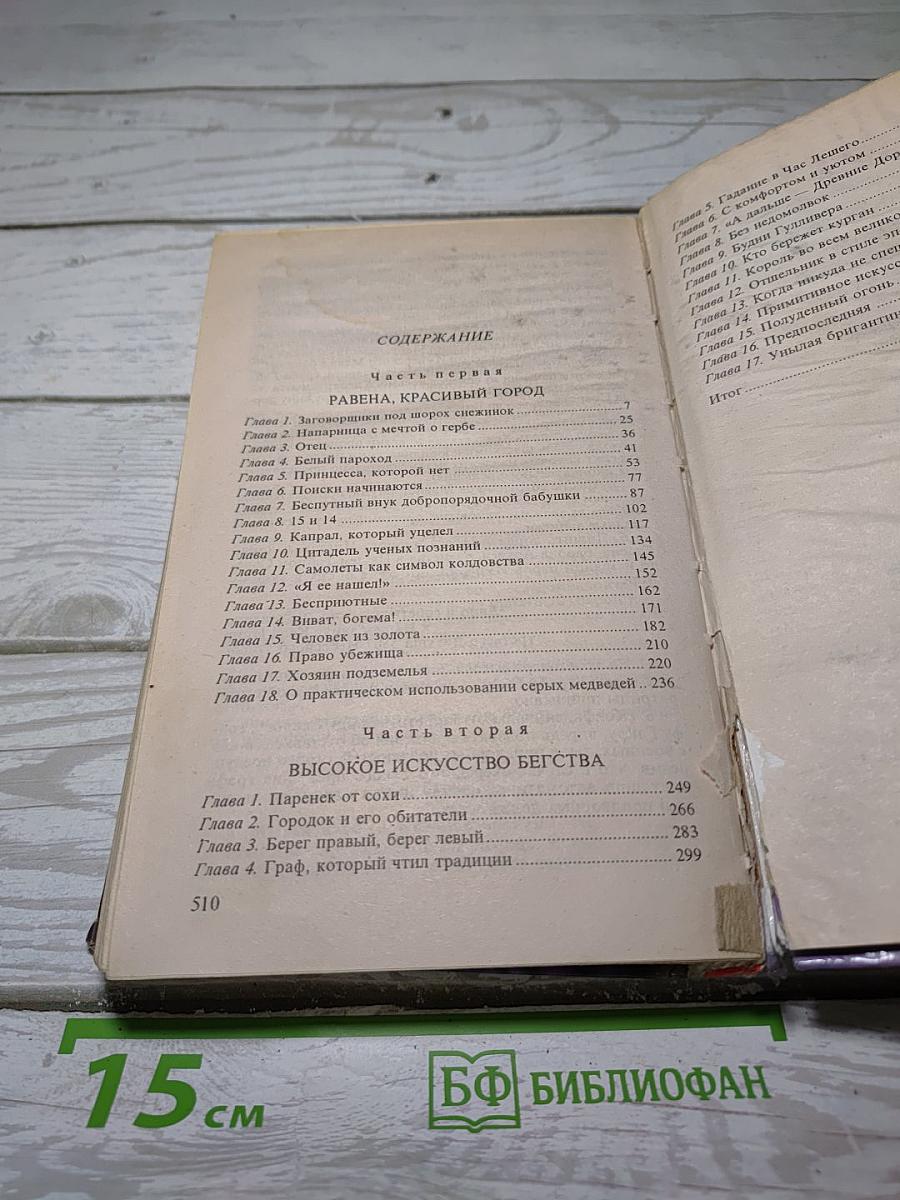 СОДЕРЖАНИЕ
Часть первая
РАВЕНА, КРАСИВЫЙ ГОРОД
Глава 1. Заговорщики под шорох снежинок 7
Глава 2. Напарница с мечтой о гербе 25
Глава 3. Отец 36
Глава 4. Белый пароход 41
Глава 5. Принцесса, которой нет 53
Глава 6. Поиски начинаются 77
Глава 7. Беспутный внук добропорядочной бабушки 87
Глава 8. 15 и 14 102
Глава 9. Капрал, который уцелел 117
Глава 10. Цитадель ученых познаний 134
Глава 11. Самолеты как символ колдовства 145
Глава 12. «Я ее нашел!» 152
Глава 13. Бесприютные 162
Глава 14. Виват, богема! 171
Глава 15. Человек из золота 182
Глава 16. Право убежища 210
Глава 17. Хозяин подземелья 220
Глава 18. О практическом использовании серых медведей .. 236
Часть вторая
ВЫСОКОЕ ИСКУССТВО БЕГСТВА
Глава 1. Паренек от сохи 249
Глава 2. Городок и его обитатели 266
Глава 3. Берег правый, берег левый 283
Глава 4. Граф, который чтил традиции 299
510
Глава 5. Гадание в Час Лешего
Глава 6. С комфортом и уютом
Глава 7. «А дальше — Древние Дор
Глава 8. Без недомолвок
Глава 9. Будни Гулливера
Глава 10. Кто бережет курган
Глава 11. Король во всем велико
Глава 12. Отшельник в стиле эп
Глава 13. Когда никуда не спеш
Глава 14. Примитивное искусс
Глава 15. Полуденный огонь
Глава 16. Предпоследняя
Глава 17. Унылая бригантин
Итог
15 см
БФ БИБЛИОФАН